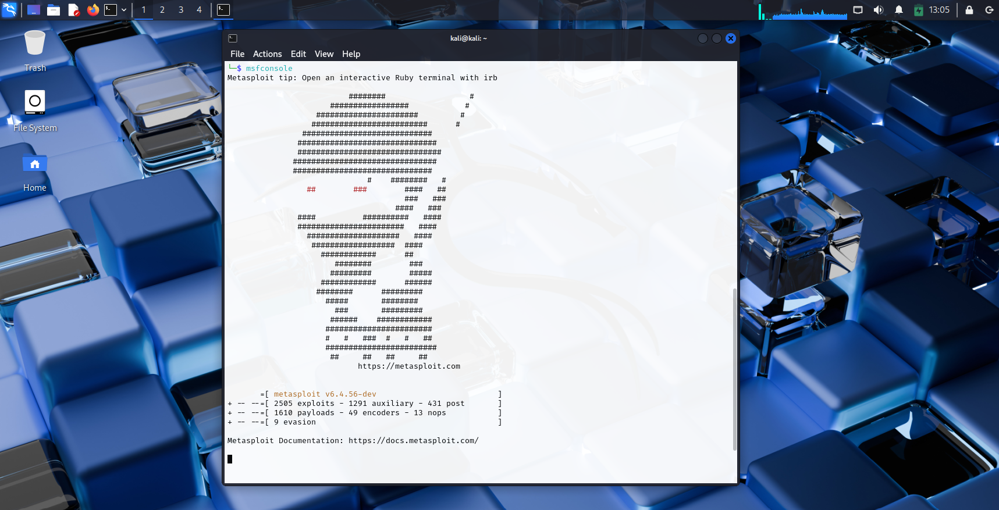 1 2 3 4
13:05
Trash
File System
Home
kali@kali: ~
File Actions Edit View Help
└─$ msfconsole
Metasploit tip: Open an interactive Ruby terminal with irb
https://metasploit.com
=[ metasploit v6.4.56-dev ]
+ -- --=[ 2505 exploits - 1291 auxiliary - 431 post ]
+ -- --=[ 1610 payloads - 49 encoders - 13 nops ]
+ -- --=[ 9 evasion ]
Metasploit Documentation: https://docs.metasploit.com/